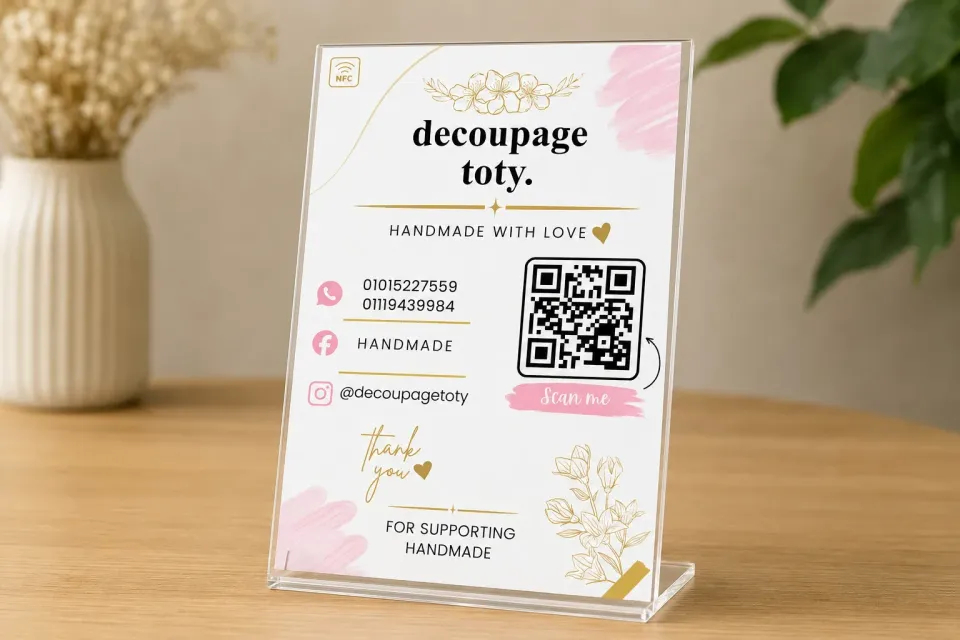 NFC
decoupage
toty.
HANDMADE WITH LOVE
01015227559
01119439984
HANDMADE
@decoupagetoty
Scan me
thank
you
FOR SUPPORTING
HANDMADE